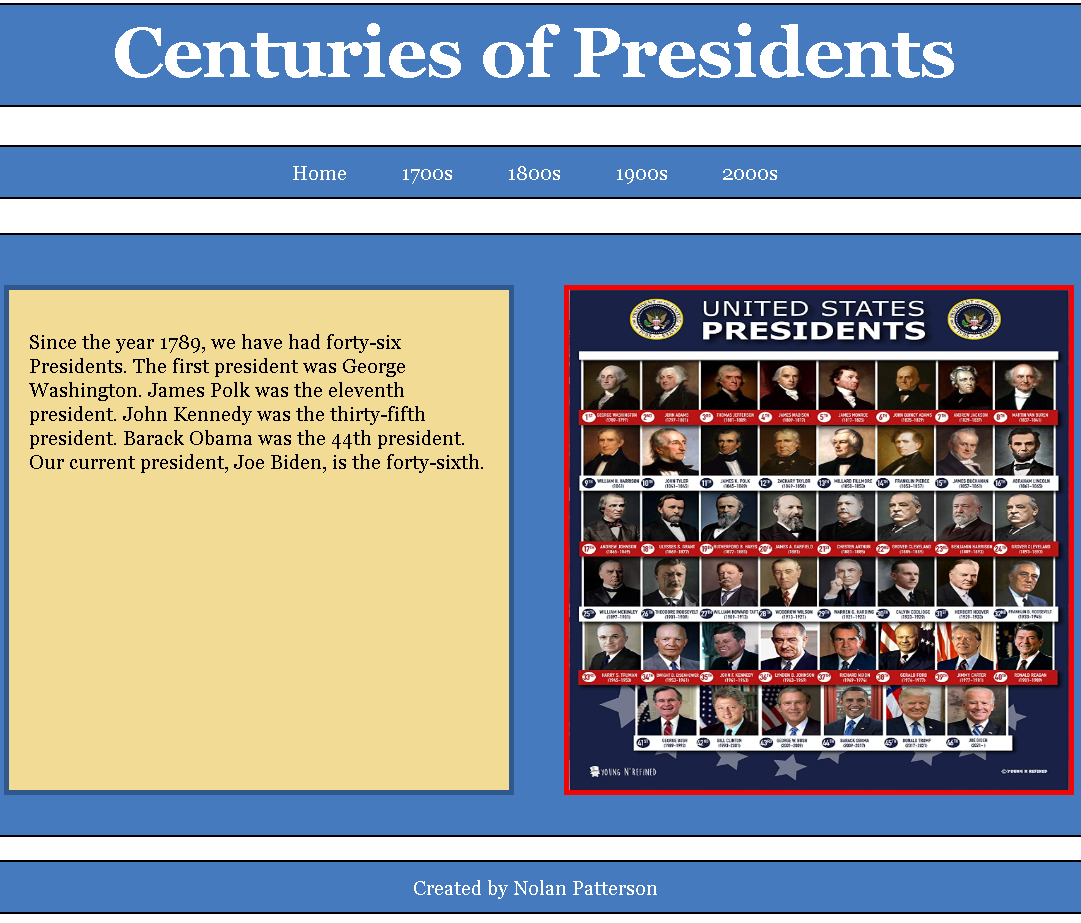 Centuries of Presidents
Home 1700s 1800s 1900s 2000s
Since the year 1789, we have had forty-six
Presidents. The first president was George
Washington. James Polk was the eleventh
president. John Kennedy was the thirty-fifth
president. Barack Obama was the 44th president.
Our current president, Joe Biden, is the forty-sixth.
UNITED STATES
PRESIDENTS
1ST GEORGE WASHINGTON 2ND JOHN ADAMS 3RD THOMAS JEFFERSON 4TH JAMES MADISON 5TH JAMES MONROE 6TH JOHN QUINCY ADAMS 7TH ANDREW JACKSON 8TH MARTIN VAN BUREN
9TH WILLIAM H. HARRISON 10TH JOHN TYLER 11TH JAMES K. POLK 12TH ZACHARY TAYLOR 13TH MILLARD FILLMORE 14TH FRANKLIN PIERCE 15TH JAMES BUCHANAN 16TH ABRAHAM LINCOLN
17TH ANDREW JOHNSON 18TH ULYSSES S. GRANT 19TH RUTHERFORD B. HAYES 20TH JAMES A. GARFIELD 21ST CHESTER ARTHUR 22ND GROVER CLEVELAND 23RD BENJAMIN HARRISON 24TH GROVER CLEVELAND
25TH WILLIAM MCKINLEY 26TH THEODORE ROOSEVELT 27TH WILLIAM HOWARD TAFT 28TH WOODROW WILSON 29TH WARREN G. HARDING 30TH CALVIN COOLIDGE 31ST HERBERT HOOVER 32ND FRANKLIN D. ROOSEVELT
33RD HARRY S. TRUMAN 34TH DWIGHT D. EISENHOWER 35TH JOHN F. KENNEDY 36TH LYNDON B. JOHNSON 37TH RICHARD NIXON 38TH GERALD FORD 39TH JIMMY CARTER 40TH RONALD REAGAN
41ST GEORGE BUSH 42ND BILL CLINTON 43RD GEORGE W. BUSH 44TH BARACK OBAMA 45TH DONALD TRUMP 46TH JOE BIDEN
YOUNG N' REFINED ©YOUNG N REFINED
Created by Nolan Patterson